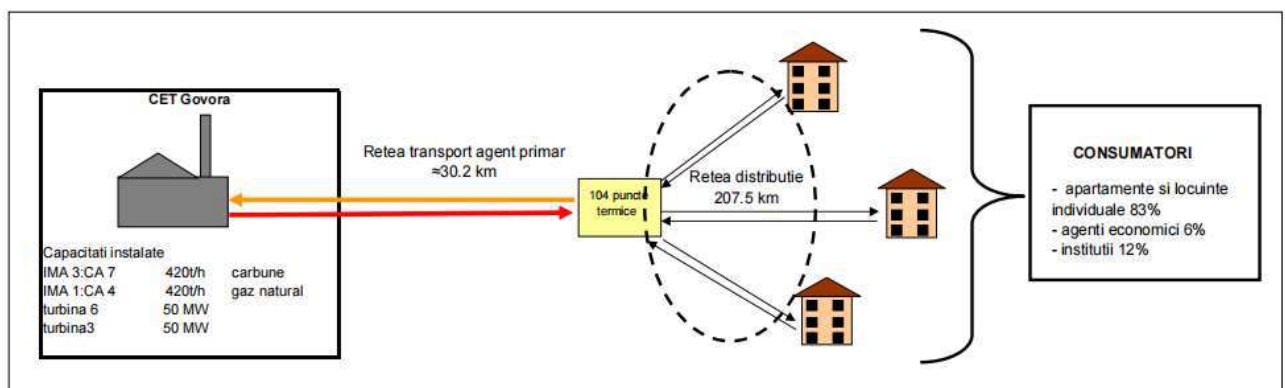 CET Govora
Capacitati instalate
IMA 3:CA 7 420t/h carbune
IMA 1:CA 4 420t/h gaz natural
turbina 6 50 MW
turbina3 50 MW
Retea transport agent primar
≈30.2 km
104 puncte
termice
Retea distributie
207.5 km
CONSUMATORI
- apartamente si locuinte
individuale 83%
- agenti economici 6%
- institutii 12%